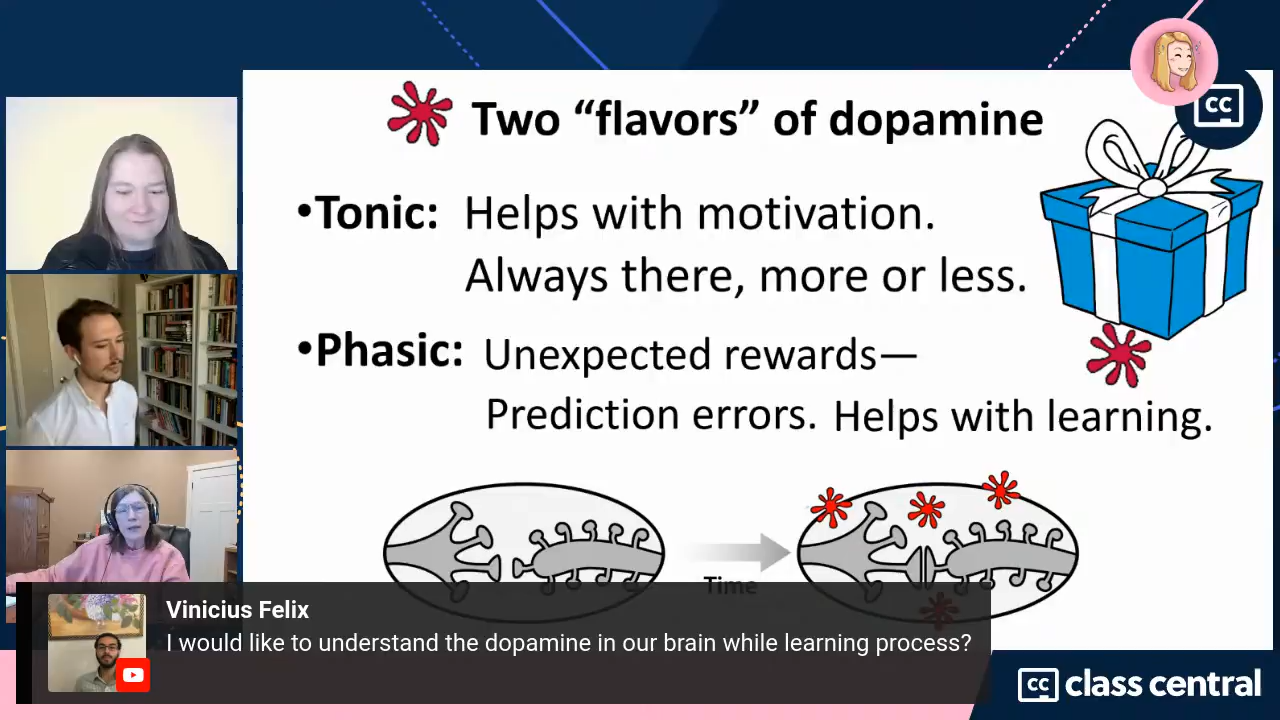 Two “flavors” of dopamine
•Tonic: Helps with motivation.
Always there, more or less.
•Phasic: Unexpected rewards—
Prediction errors. Helps with learning.
Time
Vinicius Felix
I would like to understand the dopamine in our brain while learning process?
cc
cc class central